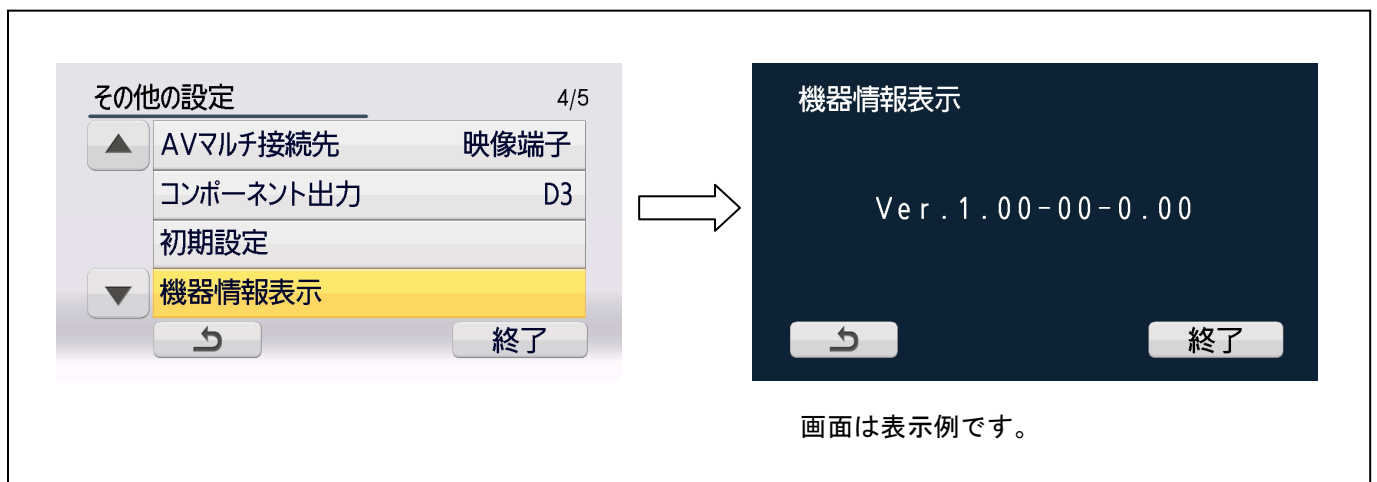 その他の設定 4/5
AVマルチ接続先 映像端子
コンポーネント出力 D3
初期設定
機器情報表示
終了
機器情報表示
Ver.1.00-00-0.00
終了
画面は表示例です。